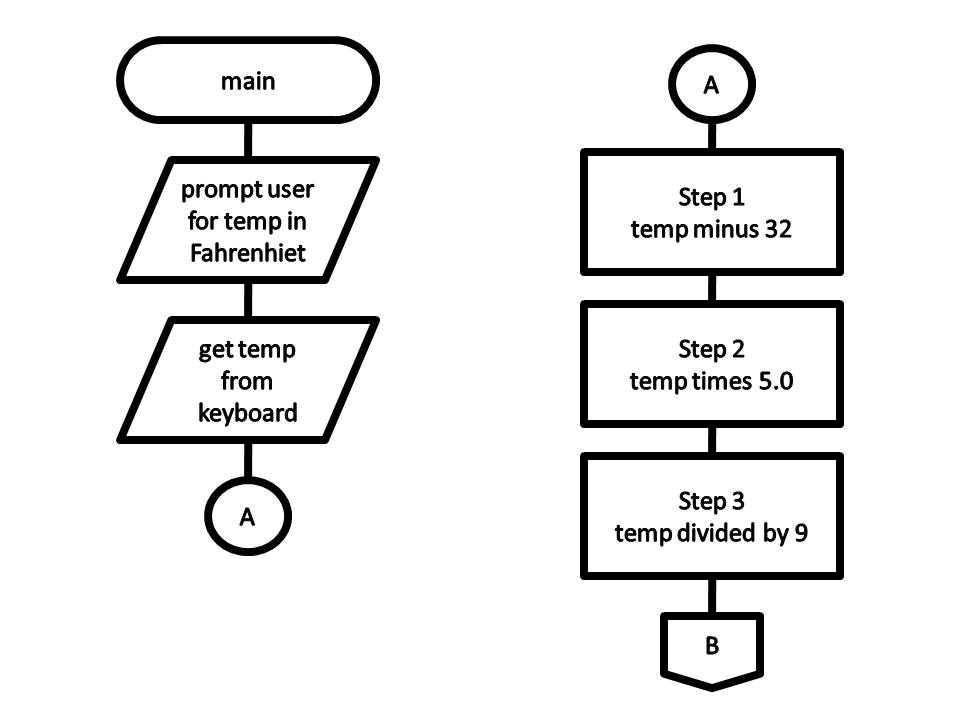 main
prompt user
for temp in
Fahrenhiet
get temp
from
keyboard
A
A
Step 1
temp minus 32
Step 2
temp times 5.0
Step 3
temp divided by 9
B